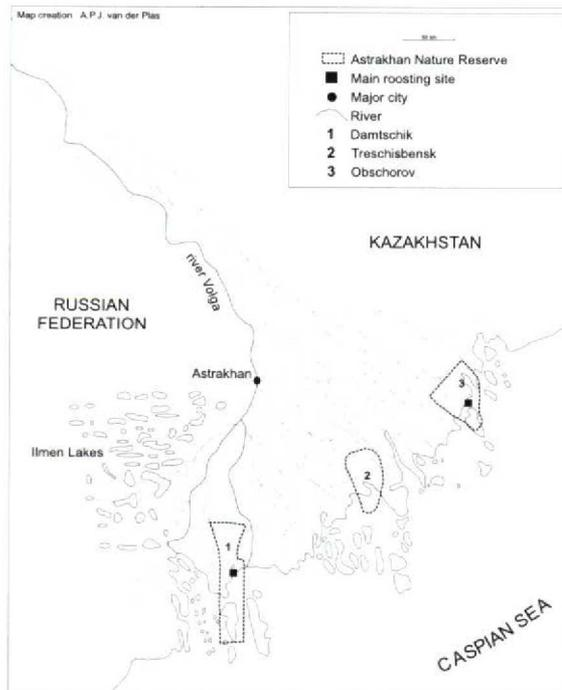 Map creation A.P.J. van der Plas
Astrakhan Nature Reserve
Main roosting site
Major city
River
1 Damtschik
2 Treschisbensk
3 Obschorov
KAZAKHSTAN
river Volga
RUSSIAN
FEDERATION
Astrakhan
3
Ilmen Lakes
2
1
CASPIAN SEA